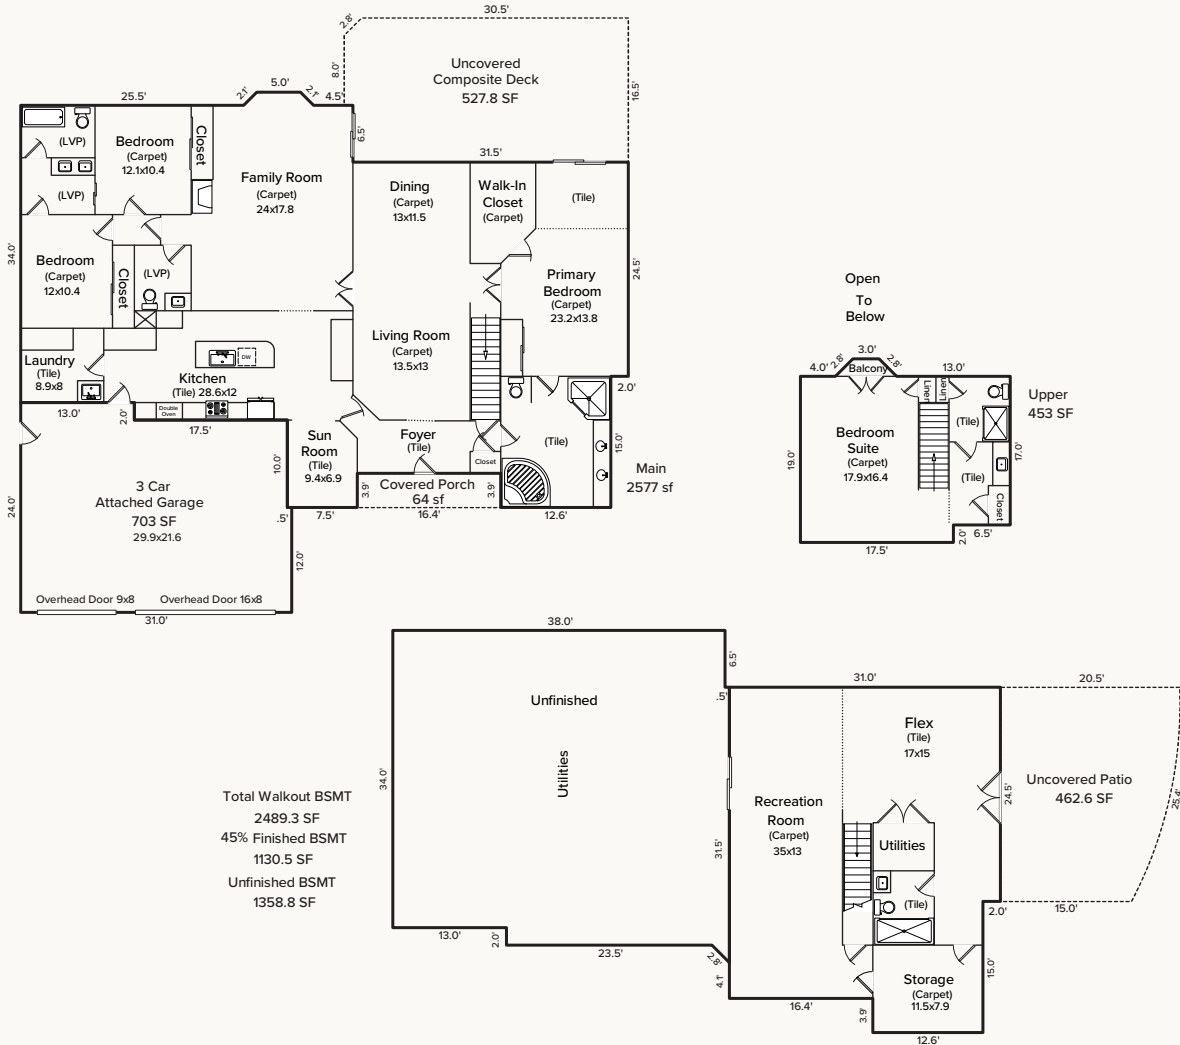 30.5'
2.8'
8.0'
Uncovered
Composite Deck
527.8 SF
16.5'
25.5'
2.1'
5.0'
2.1'
4.5'
6.5'
31.5'
(LVP)
Bedroom
(Carpet)
12.1x10.4
Closet
(LVP)
Family Room
(Carpet)
24x17.8
Dining
(Carpet)
13x11.5
Walk-In
Closet
(Carpet)
(Tile)
34.0'
Bedroom
(Carpet)
12x10.4
Closet
(LVP)
24.5'
Primary
Bedroom
(Carpet)
23.2x13.8
Living Room
(Carpet)
13.5x13
Laundry
(Tile)
8.9x8
DW
Kitchen
(Tile) 28.6x12
Double
Oven
13.0'
2.0'
17.5'
2.0'
Sun
Room
(Tile)
9.4x6.9
10.0'
Foyer
(Tile)
Closet
(Tile)
15.0'
Main
2577 sf
3 Car
Attached Garage
703 SF
29.9x21.6
24.0'
.5'
7.5'
3.9'
Covered Porch
64 sf
3.9'
16.4'
12.6'
12.0'
Overhead Door 9x8
Overhead Door 16x8
31.0'
Open
To
Below
4.0'
2.8'
3.0'
2.8'
Balcony
13.0'
Linen
Linen
Upper
453 SF
(Tile)
Bedroom
Suite
(Carpet)
17.9x16.4
19.0'
17.0'
(Tile)
Closet
2.0'
6.5'
17.5'
38.0'
6.5'
.5'
31.0'
20.5'
Unfinished
Utilities
34.0'
Flex
(Tile)
17x15
24.5'
Uncovered Patio
462.6 SF
25.4'
Recreation
Room
(Carpet)
35x13
31.5'
Utilities
(Tile)
2.0'
15.0'
Total Walkout BSMT
2489.3 SF
45% Finished BSMT
1130.5 SF
Unfinished BSMT
1358.8 SF
13.0'
2.0'
23.5'
2.8'
4.1'
16.4'
3.9'
Storage
(Carpet)
11.5x7.9
15.0'
12.6'